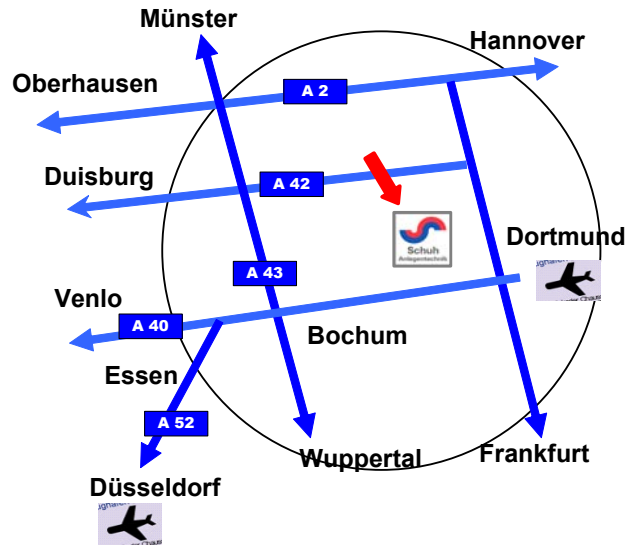 Münster
Hannover
Oberhausen
A 2
Duisburg
A 42
Schuh
Anlagentechnik
Dortmund
A 43
Venlo
A 40
Bochum
Essen
A 52
Wuppertal
Frankfurt
Düsseldorf